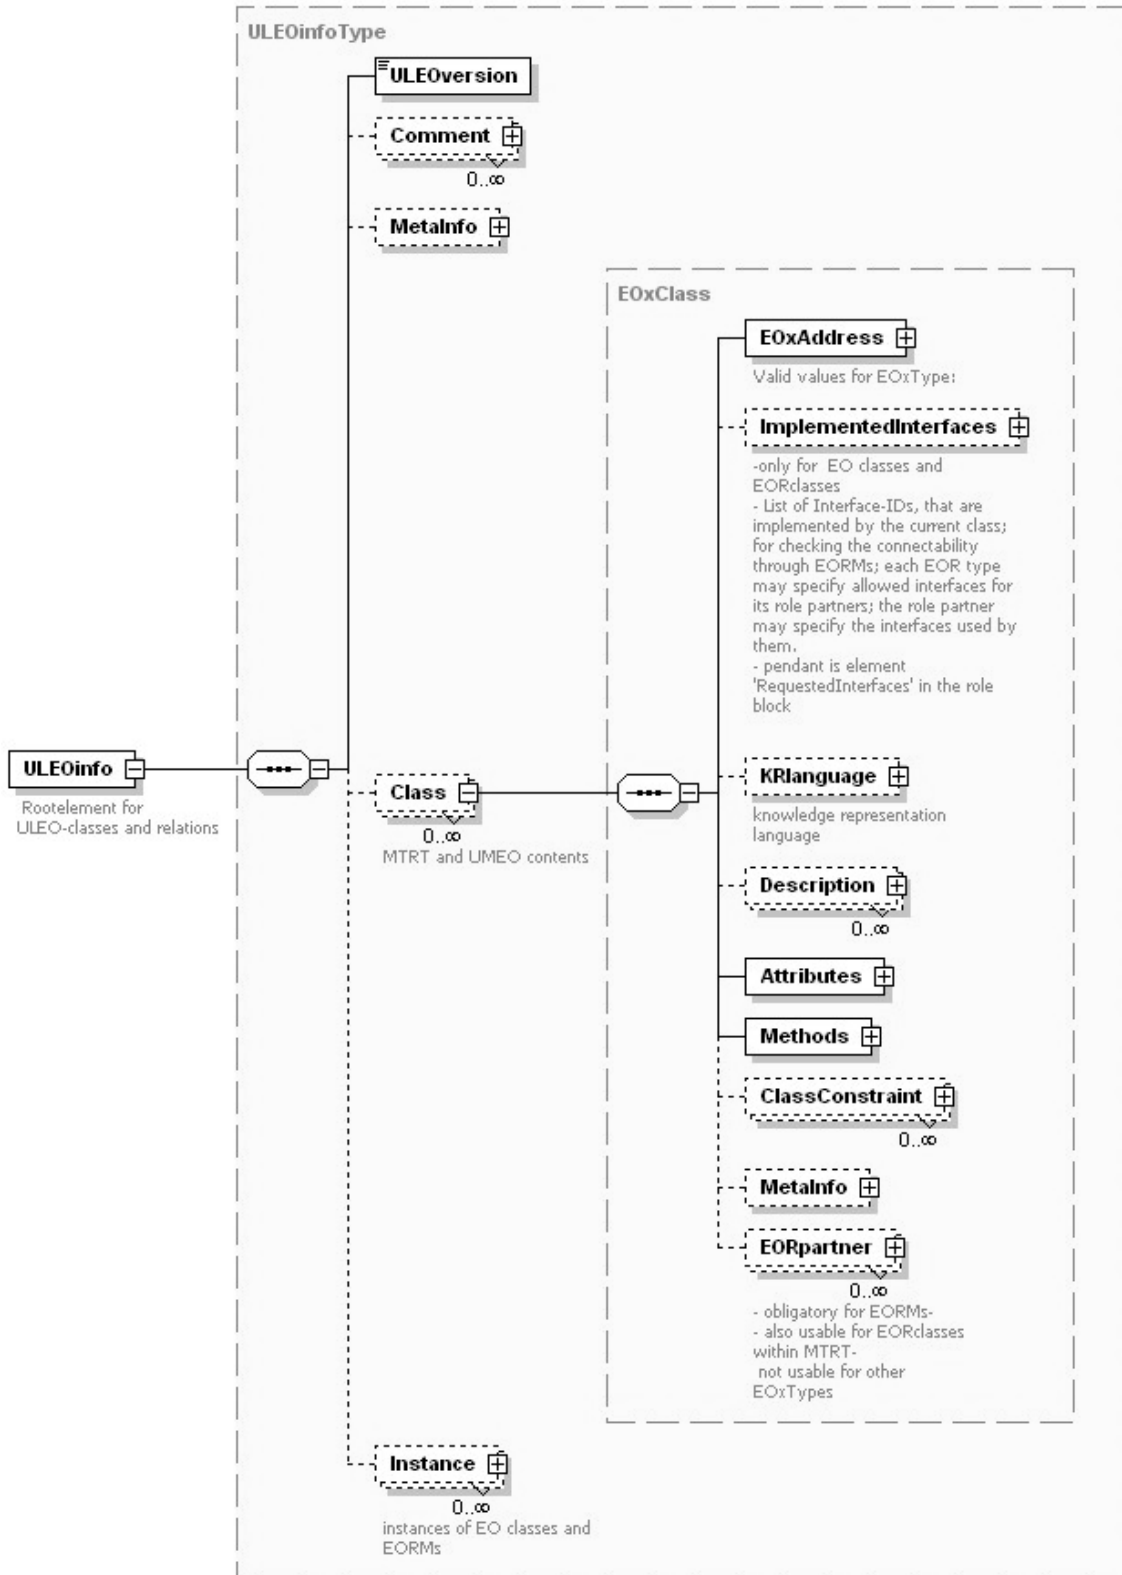 ULEOinfoType
ULEOversion
Comment
0..∞
MetaInfo
EOxClass
EOxAddress
Valid values for EOxType:
ImplementedInterfaces
-only for EO classes and
EORclasses
- List of Interface-IDs, that are
implemented by the current class;
for checking the connectability
through EORMs; each EOR type
may specify allowed interfaces for
its role partners; the role partner
may specify the interfaces used by
them.
- pendant is element
'RequestedInterfaces' in the role
block
ULEOinfo
Rootelement for
ULEO-classes and relations
Class
0..∞
MTRT and UMEO contents
KRlanguage
knowledge representation
language
Description
0..∞
Attributes
Methods
ClassConstraint
0..∞
MetaInfo
EORpartner
0..∞
- obligatory for EORMs-
- also usable for EORclasses
within MTRT-
not usable for other
EOxTypes
Instance
0..∞
instances of EO classes and
EORMs